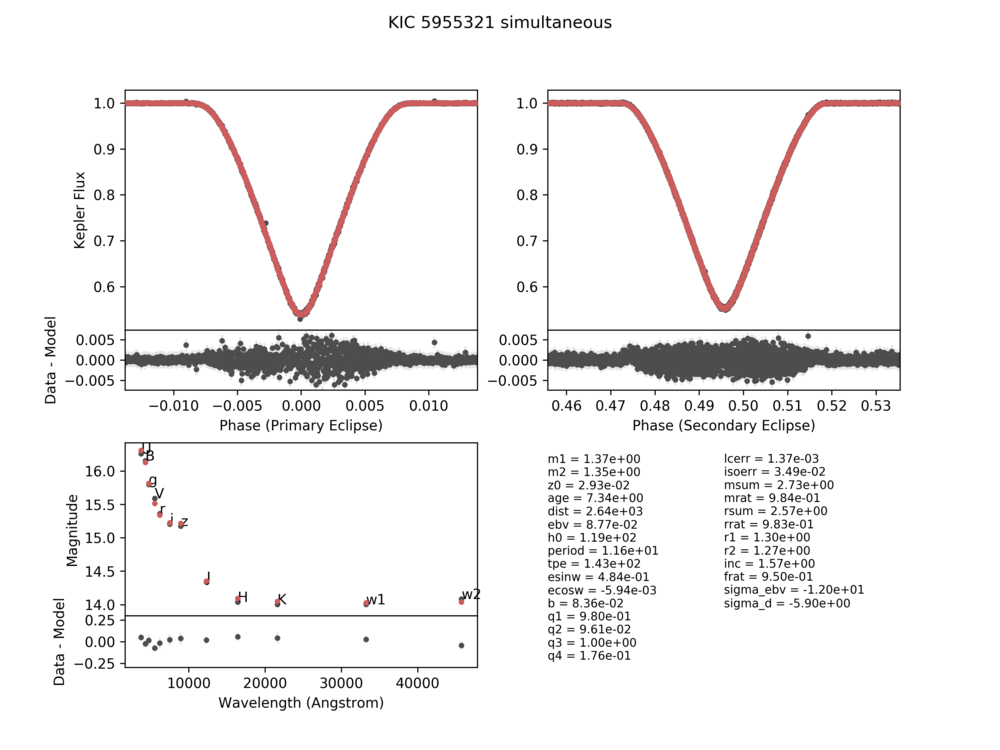 KIC 5955321 simultaneous
1.0
0.9
0.8
0.7
0.6
Kepler Flux
0.005
0.000
−0.005
Data - Model
−0.010 −0.005 0.000 0.005 0.010
Phase (Primary Eclipse)
1.0
0.9
0.8
0.7
0.6
0.005
0.000
−0.005
0.46 0.47 0.48 0.49 0.50 0.51 0.52 0.53
Phase (Secondary Eclipse)
16.0
15.5
15.0
14.5
14.0
Magnitude
U
B
g
V
r
i z
J
H
K
w1
w2
0.25
0.00
−0.25
Data - Model
10000 20000 30000 40000
Wavelength (Angstrom)
m1 = 1.37e+00
m2 = 1.35e+00
z0 = 2.93e-02
age = 7.34e+00
dist = 2.64e+03
ebv = 8.77e-02
h0 = 1.19e+02
period = 1.16e+01
tpe = 1.43e+02
esinw = 4.84e-01
ecosw = -5.94e-03
b = 8.36e-02
q1 = 9.80e-01
q2 = 9.61e-02
q3 = 1.00e+00
q4 = 1.76e-01
lcerr = 1.37e-03
isoerr = 3.49e-02
msum = 2.73e+00
mrat = 9.84e-01
rsum = 2.57e+00
rrat = 9.83e-01
r1 = 1.30e+00
r2 = 1.27e+00
inc = 1.57e+00
frat = 9.50e-01
sigma_ebv = -1.20e+01
sigma_d = -5.90e+00